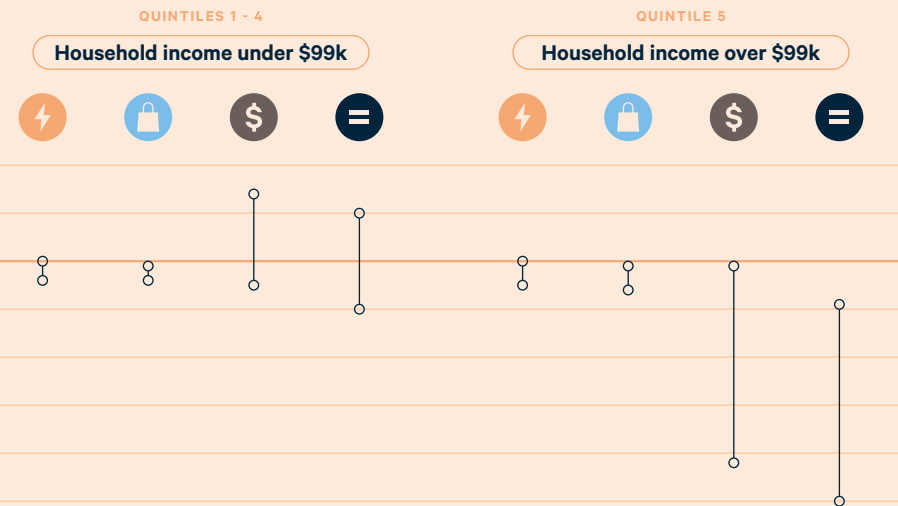 QUINTILES 1 - 4
Household income under $99k
$
=
QUINTILE 5
Household income over $99k
$
=